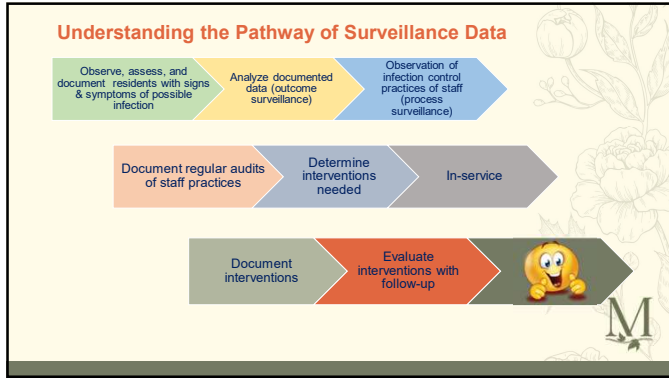 Understanding the Pathway of Surveillance Data
Observe, assess, and
document residents with signs
& symptoms of possible
infection
Analyze documented
data (outcome
surveillance)
Observation of
infection control
practices of staff
(process
surveillance)
Document regular audits
of staff practices
Determine
interventions
needed
In-service
Document
interventions
Evaluate
interventions with
follow-up
M